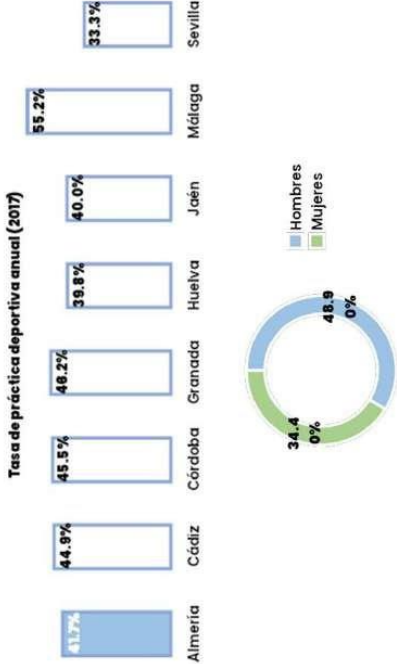 Tasa de práctica deportiva anual (2017)
41.7%
44.9%
45.5%
46.2%
39.8%
40.0%
55.2%
33.3%
Almería
Cádiz
Córdoba
Granada
Huelva
Jaén
Málaga
Sevilla
34.4
0%
48.9
0%
Hombres
Mujeres